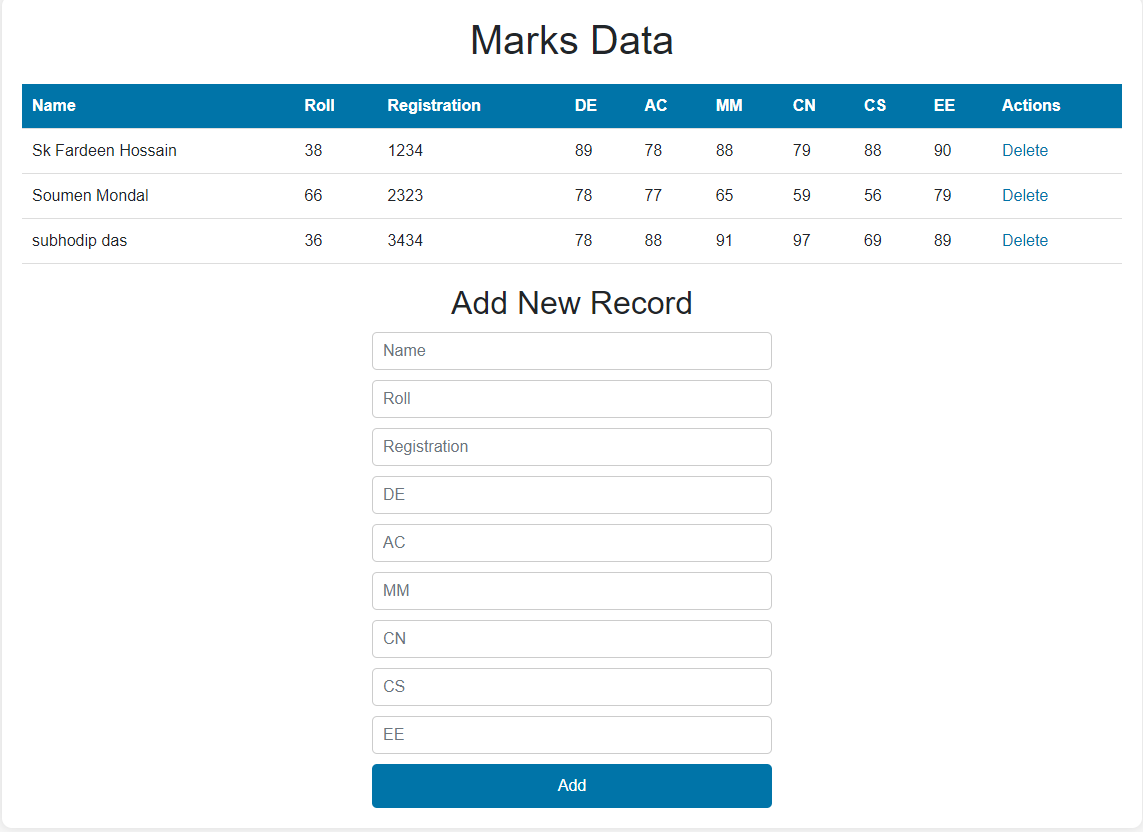 Marks Data
Name Roll Registration DE AC MM CN CS EE Actions
Sk Fardeen Hossain 38 1234 89 78 88 79 88 90 Delete
Soumen Mondal 66 2323 78 77 65 59 56 79 Delete
subhodip das 36 3434 78 88 91 97 69 89 Delete
Add New Record
Name
Roll
Registration
DE
AC
MM
CN
CS
EE
Add